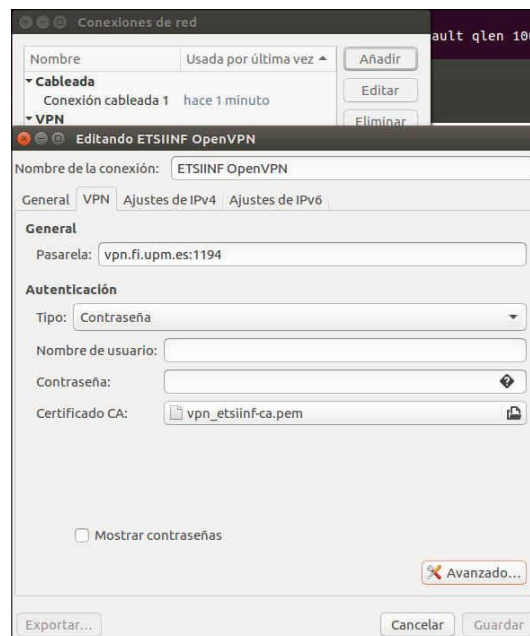 Conexiones de red
ault qlen 100
Nombre Usada por última vez Añadir
Cableada
Conexión cableada 1 hace 1 minuto Editar
VPN Eliminar
Editando ETSIINF OpenVPN
Nombre de la conexión: ETSIINF OpenVPN
General VPN Ajustes de IPv4 Ajustes de IPv6
General
Pasarela: vpn.fi.upm.es:1194
Autenticación
Tipo: Contraseña
Nombre de usuario:
Contraseña:
Certificado CA: vpn_etsiinf-ca.pem
Mostrar contraseñas
Avanzado...
Exportar... Cancelar Guardar